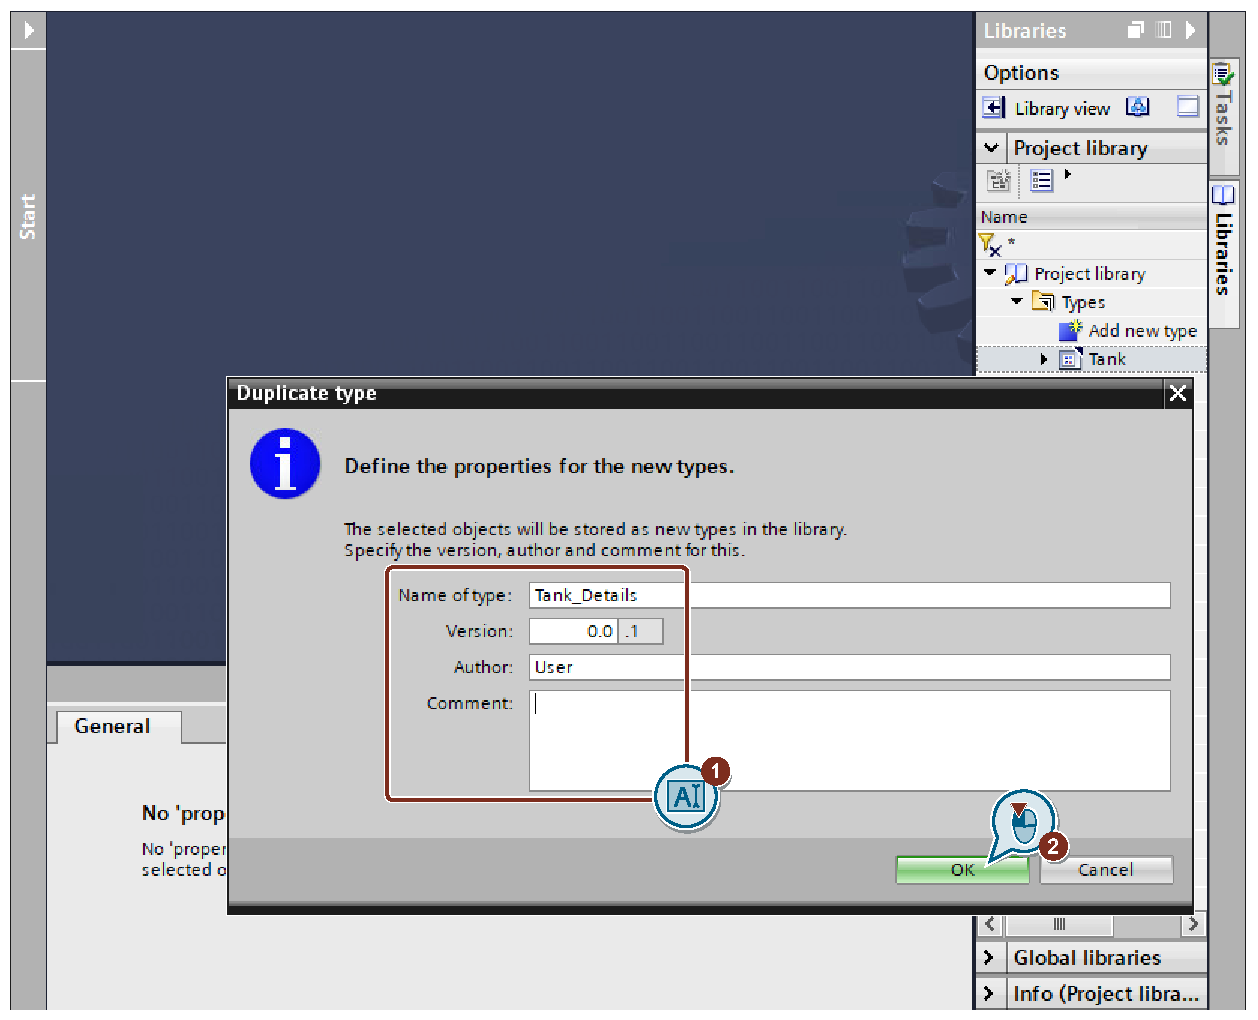 Libraries
Options
Library view
Project library
Name
*
Project library
Types
Add new type
Tank
Tasks
Libraries
Start
Duplicate type
Define the properties for the new types.
The selected objects will be stored as new types in the library.
Specify the version, author and comment for this.
Name of type: Tank_Details
Version: 0.0 .1
Author: User
Comment:
1
A
2
OK
Cancel
General
No 'prop
No 'proper
selected o
Global libraries
Info (Project libra...